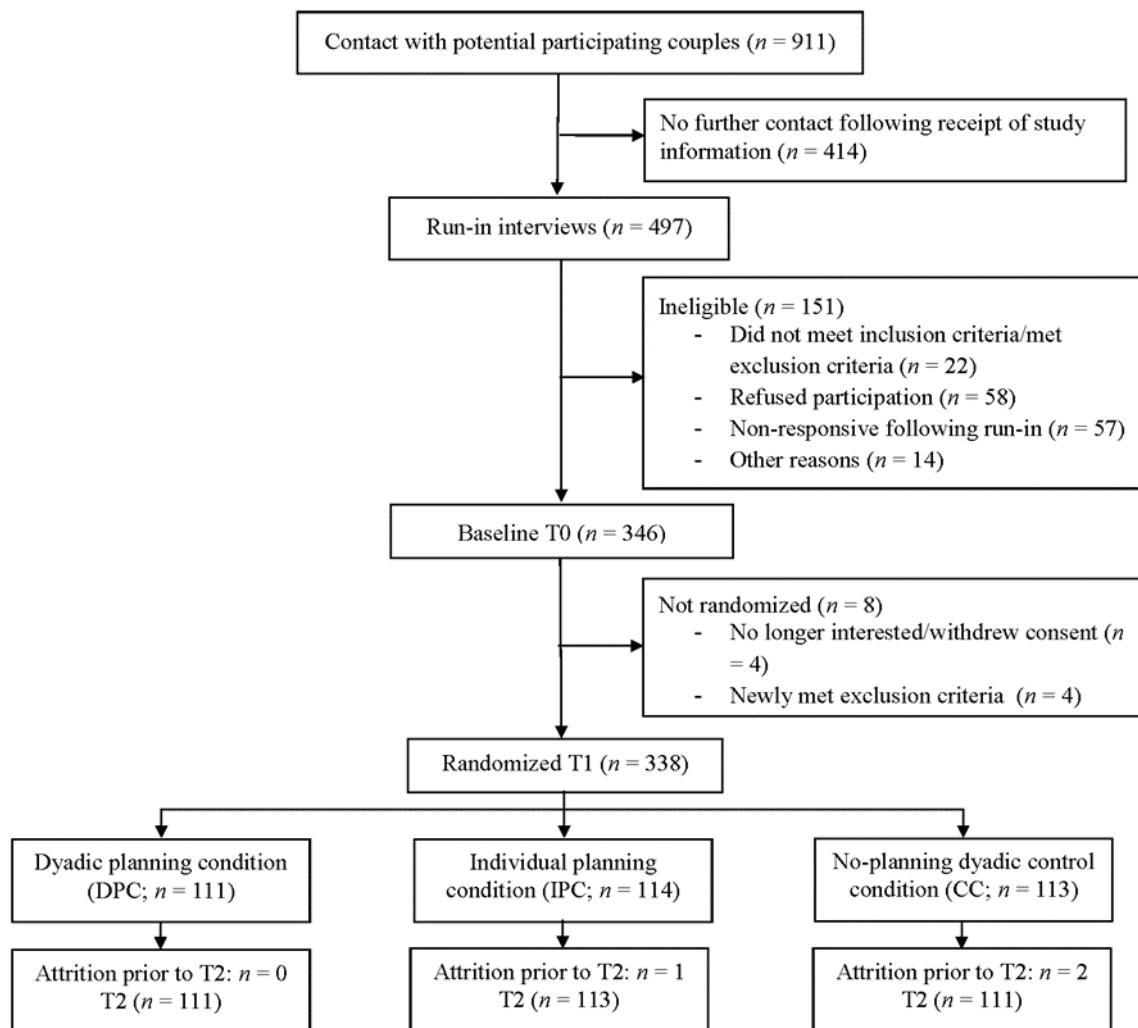 Contact with potential participating couples (n = 911)
No further contact following receipt of study
information (n = 414)
Run-in interviews (n = 497)
Ineligible (n = 151)
- Did not meet inclusion criteria/met
exclusion criteria (n = 22)
- Refused participation (n = 58)
- Non-responsive following run-in (n = 57)
- Other reasons (n = 14)
Baseline T0 (n = 346)
Not randomized (n = 8)
- No longer interested/withdrew consent (n
= 4)
- Newly met exclusion criteria (n = 4)
Randomized T1 (n = 338)
Dyadic planning condition
(DPC; n = 111)
Individual planning
condition (IPC; n = 114)
No-planning dyadic control
condition (CC; n = 113)
Attrition prior to T2: n = 0
T2 (n = 111)
Attrition prior to T2: n = 1
T2 (n = 113)
Attrition prior to T2: n = 2
T2 (n = 111)